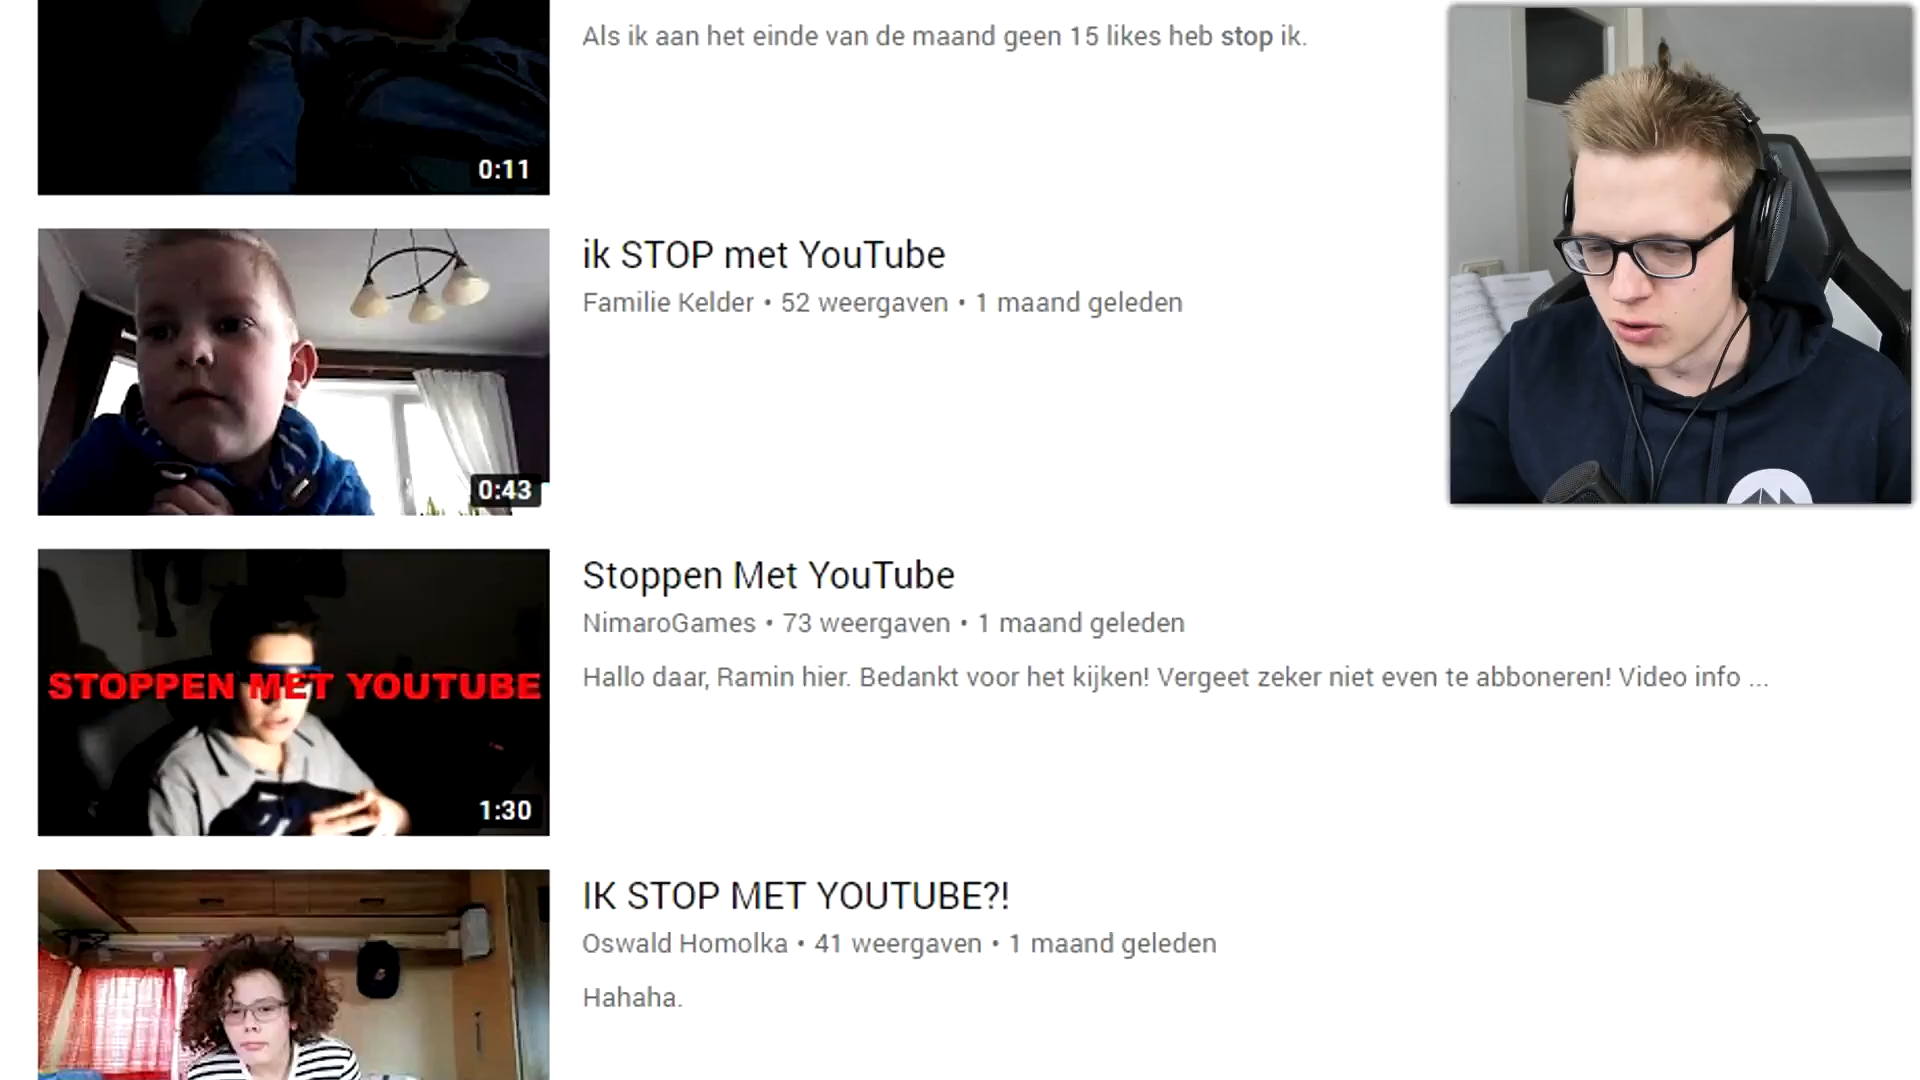 Als ik aan het einde van de maand geen 15 likes heb stop ik.
0:11
ik STOP met YouTube
Familie Kelder • 52 weergaven • 1 maand geleden
0:43
Stoppen Met YouTube
NimaroGames • 73 weergaven • 1 maand geleden
Hallo daar, Ramin hier. Bedankt voor het kijken! Vergeet zeker niet even te abboneren! Video info ...
STOPPEN MET YOUTUBE
1:30
IK STOP MET YOUTUBE?!
Oswald Homolka • 41 weergaven • 1 maand geleden
Hahaha.